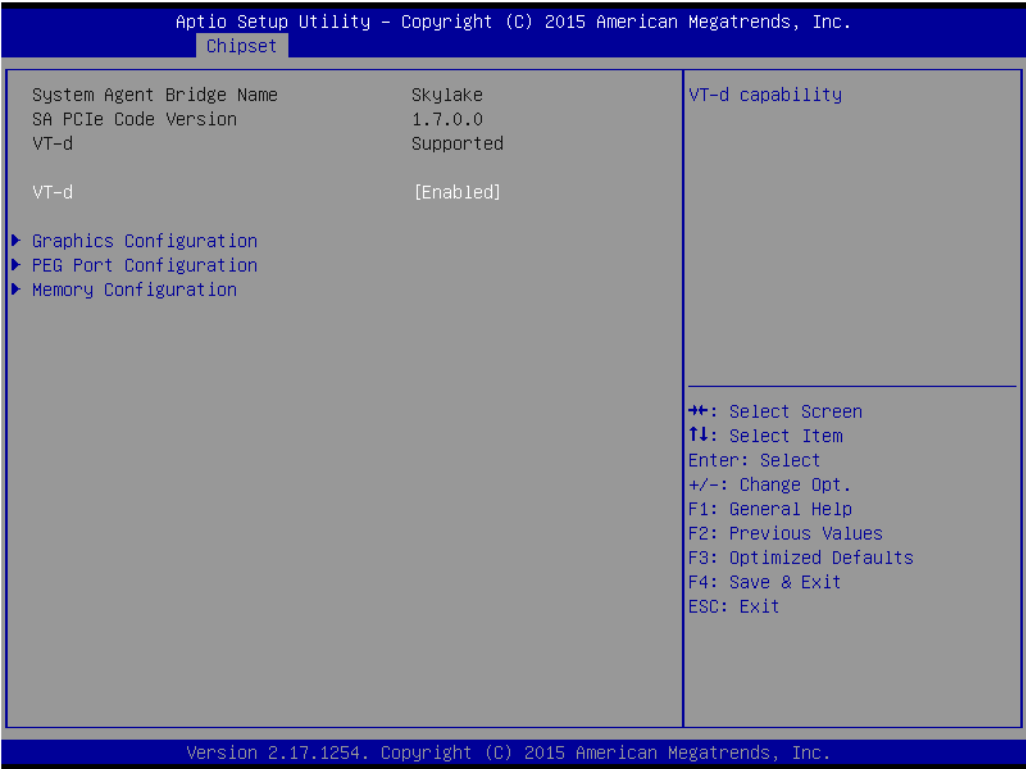 Aptio Setup Utility – Copyright (C) 2015 American Megatrends, Inc.
Chipset
System Agent Bridge Name Skylake
SA PCIe Code Version 1.7.0.0
VT-d Supported
VT-d [Enabled]
Graphics Configuration
PEG Port Configuration
Memory Configuration
VT-d capability
→←: Select Screen
↑↓: Select Item
Enter: Select
+/-: Change Opt.
F1: General Help
F2: Previous Values
F3: Optimized Defaults
F4: Save & Exit
ESC: Exit
Version 2.17.1254. Copyright (C) 2015 American Megatrends, Inc.